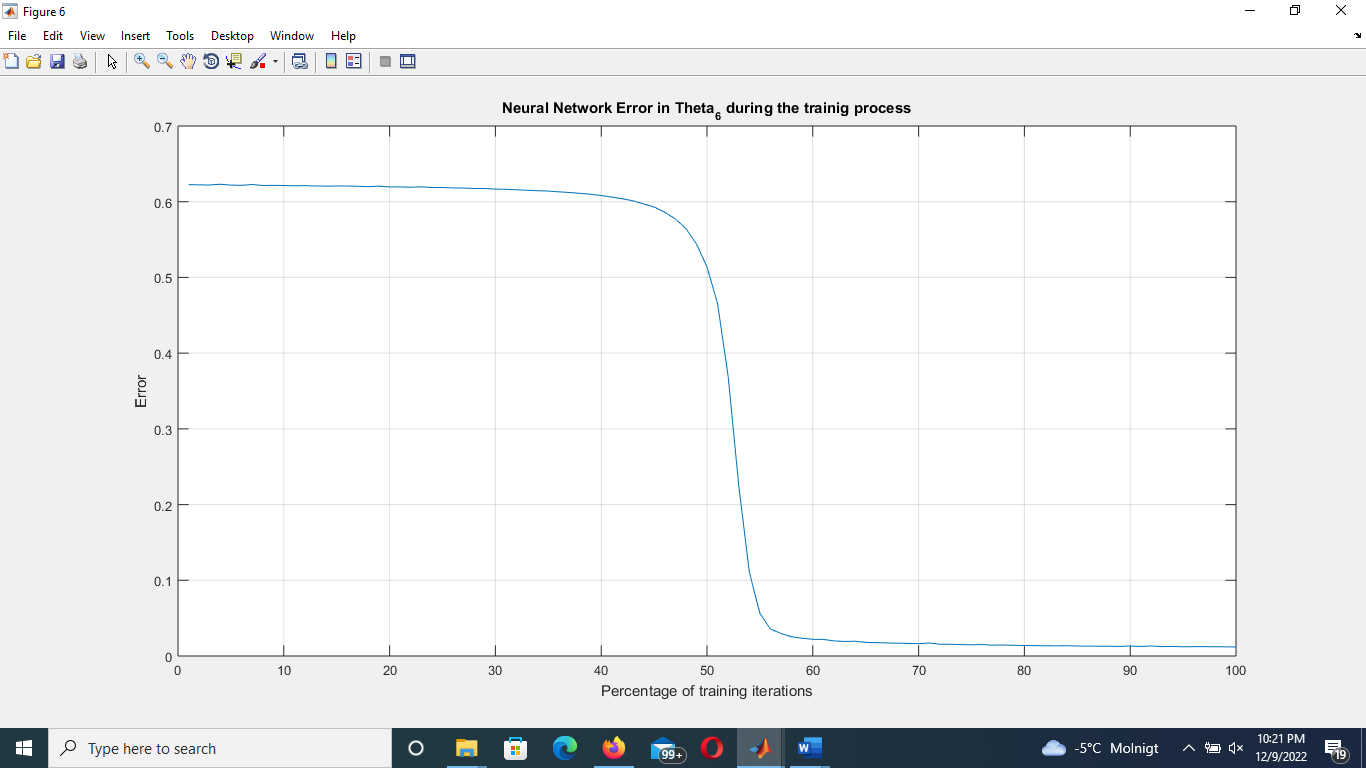 Figure 6
File Edit View Insert Tools Desktop Window Help
Neural Network Error in Theta6 during the trainig process
0.7
0.6
0.5
0.4
0.3
0.2
0.1
0
Error
0 10 20 30 40 50 60 70 80 90 100
Percentage of training iterations
Type here to search
99+
W
-5°C Molnigt
10:21 PM
12/9/2022
19